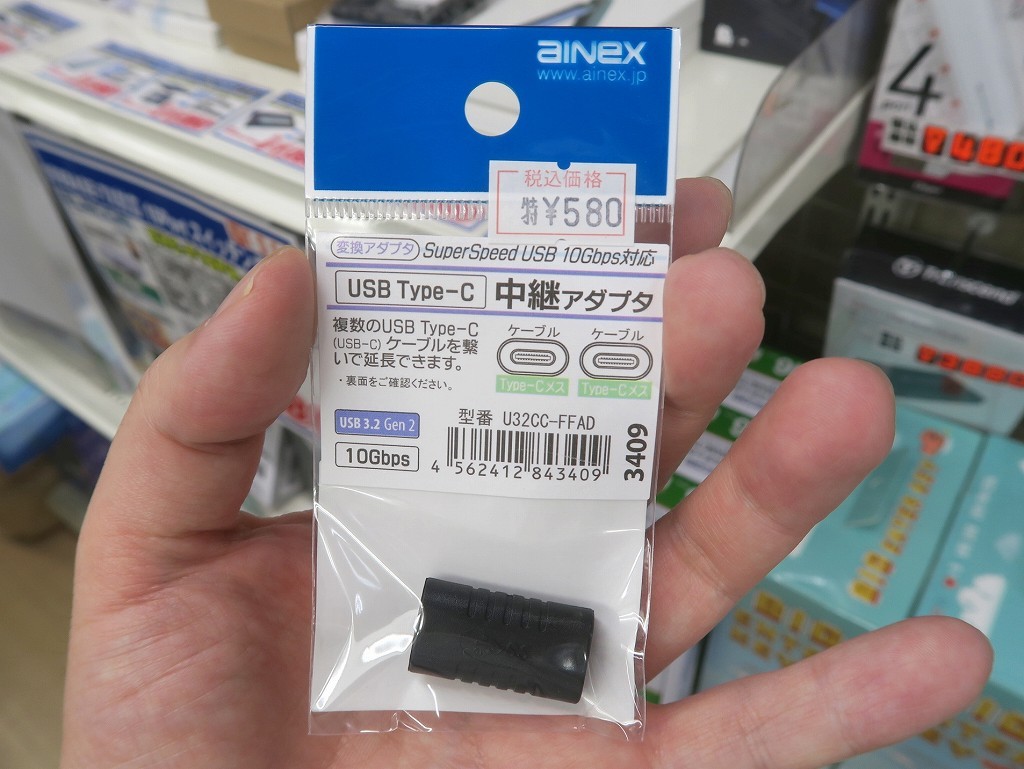 ainex
www.ainex.jp
税込価格
特¥580
変換アダプタ SuperSpeed USB 10Gbps対応
USB Type-C 中継アダプタ
複数のUSB Type-C
(USB-C) ケーブルを繋
いで延長できます。
・裏面をご確認ください。
ケーブル ケーブル
Type-Cメス Type-Cメス
USB 3.2 Gen 2
10Gbps
型番 U32CC-FFAD
4 562412 843409
3409
4
¥480
Transcend